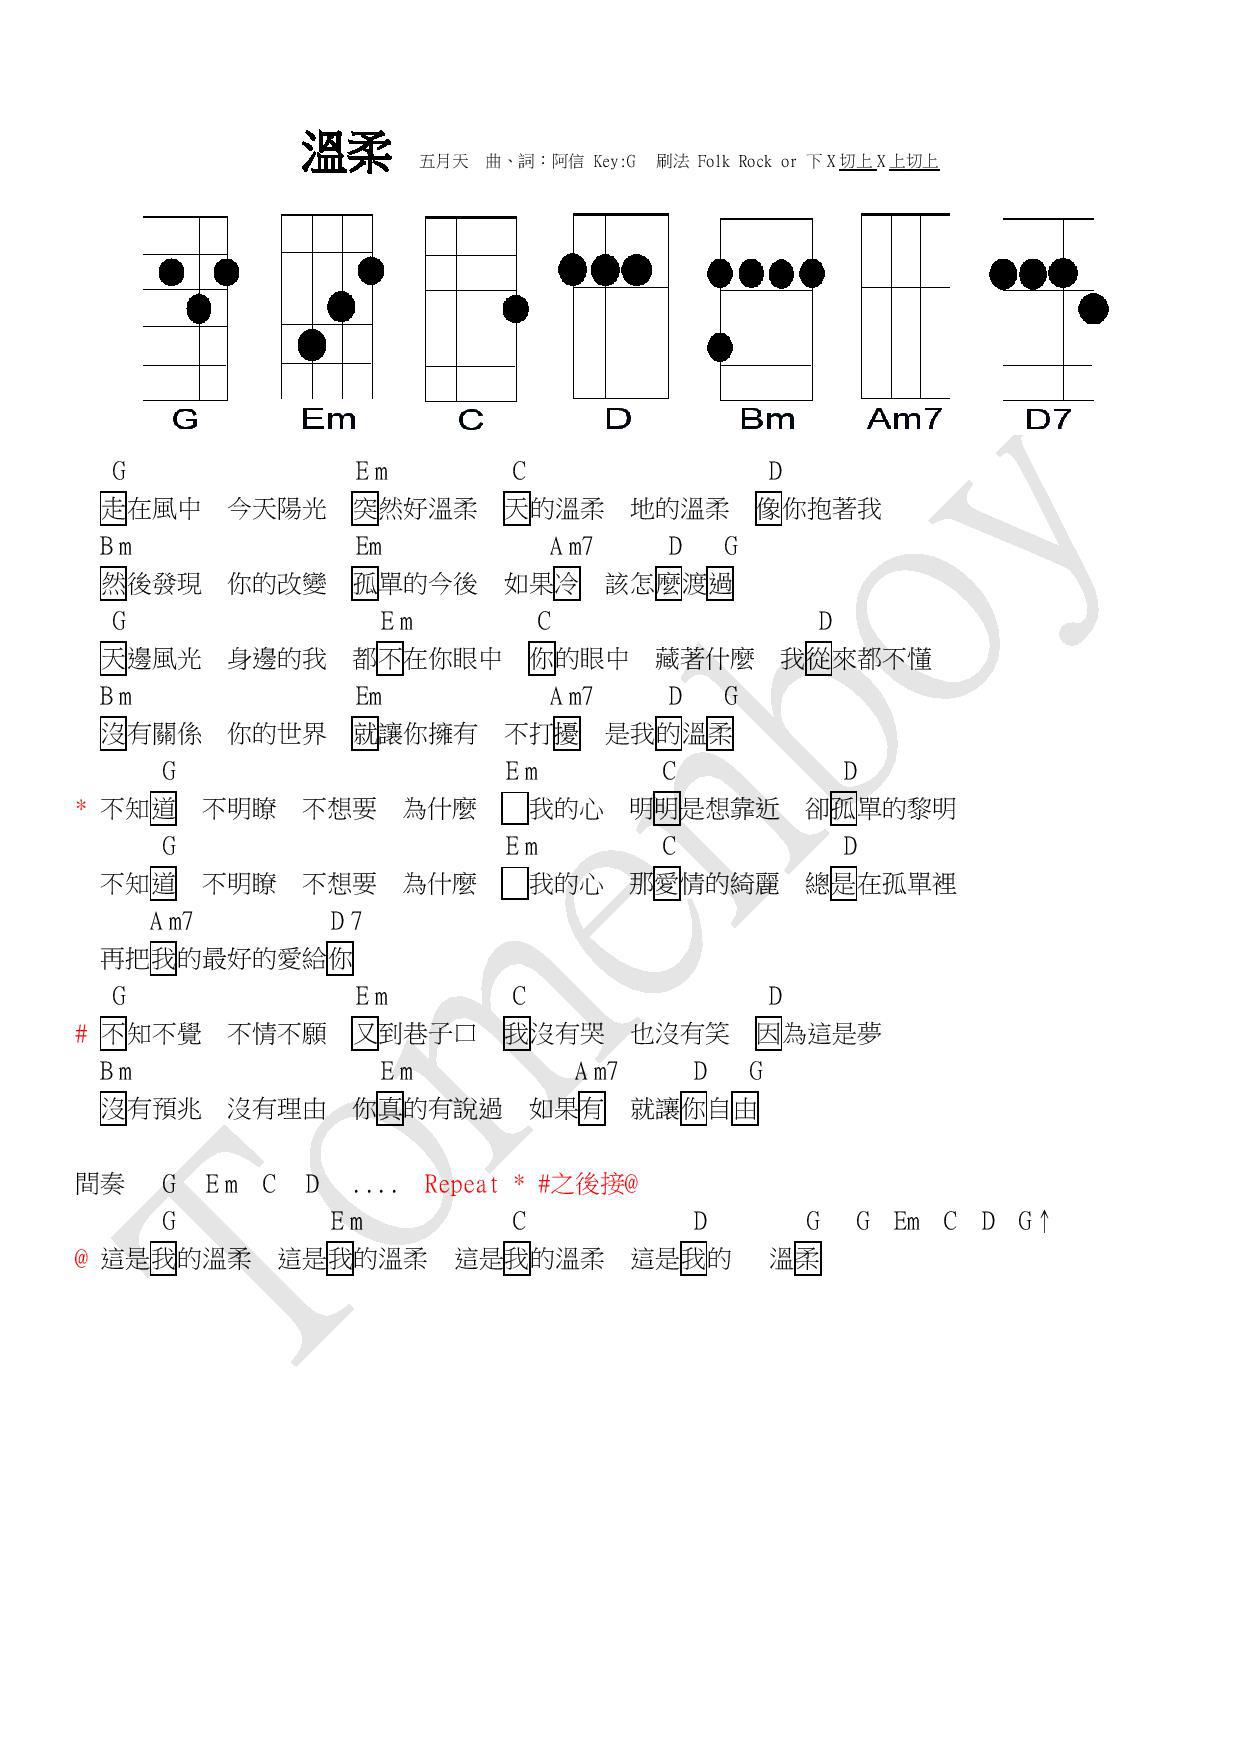 溫柔 五月天 曲、詞：阿信 Key:G 刷法 Folk Rock or 下X切上X上切上
G Em C D Bm Am7 D7
G Em C D
走在風中 今天陽光 突然好溫柔 天的溫柔 地的溫柔 像你抱著我
Bm Em Am7 D G
然後發現 你的改變 孤單的今後 如果冷 該怎麼渡過
G Em C D
天邊風光 身邊的我 都不在你眼中 你的眼中 藏著什麼 我從來都不懂
Bm Em Am7 D G
沒有關係 你的世界 就讓你擁有 不打擾 是我的溫柔
G Em C D
* 不知道 不明瞭 不想要 為什麼 我的心 明明是想靠近 卻孤單的黎明
G Em C D
不知道 不明瞭 不想要 為什麼 我的心 那愛情的綺麗 總是在孤單裡
Am7 D7
再把我的最好的愛給你
G Em C D
# 不知不覺 不情不願 又到巷子口 我沒有哭 也沒有笑 因為這是夢
Bm Em Am7 D G
沒有預兆 沒有理由 你真的有說過 如果有 就讓你自由
間奏 G Em C D .... Repeat * #之後接@
G Em C D G G Em C D G↑
@ 這是我的溫柔 這是我的溫柔 這是我的溫柔 這是我的 溫柔
Tomenboy